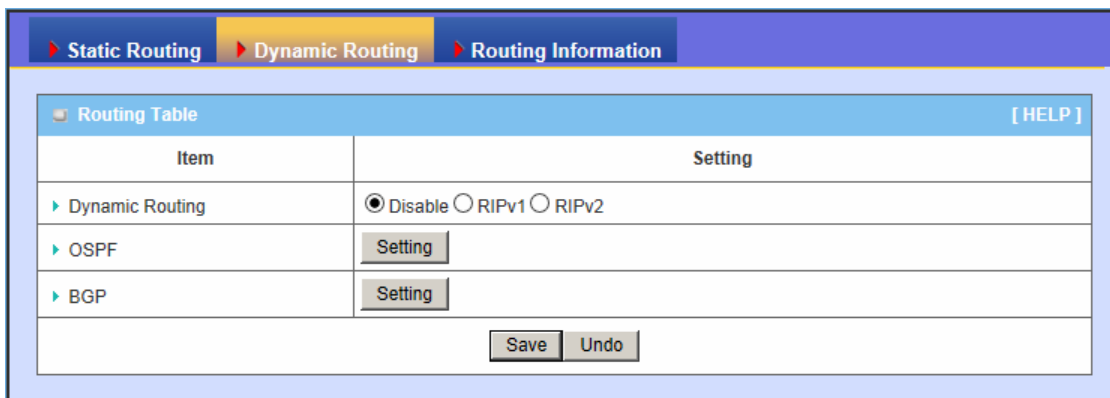 Static Routing Dynamic Routing Routing Information
Routing Table [ HELP ]
Item Setting
Dynamic Routing Disable RIPv1 RIPv2
OSPF Setting
BGP Setting
Save Undo